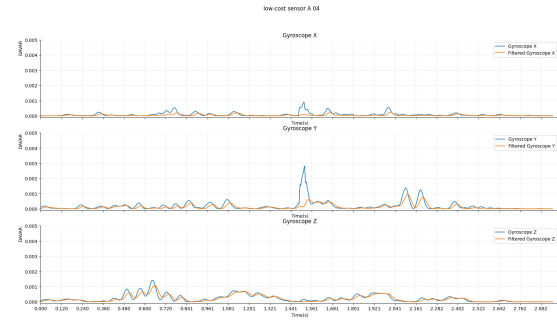 low-cost sensor A 04
Gyroscope X
DAVAR
0.005
0.004
0.003
0.002
0.001
0.000
Gyroscope X
Filtered Gyroscope X
Time(s)
Gyroscope Y
DAVAR
0.005
0.004
0.003
0.002
0.001
0.000
Gyroscope Y
Filtered Gyroscope Y
Time(s)
Gyroscope Z
DAVAR
0.005
0.004
0.003
0.002
0.001
0.000
Gyroscope Z
Filtered Gyroscope Z
0.000 0.120 0.240 0.360 0.480 0.600 0.720 0.841 0.961 1.081 1.201 1.321 1.441 1.561 1.681 1.801 1.921 2.041 2.161 2.282 2.402 2.522 2.642 2.762 2.882
Time(s)